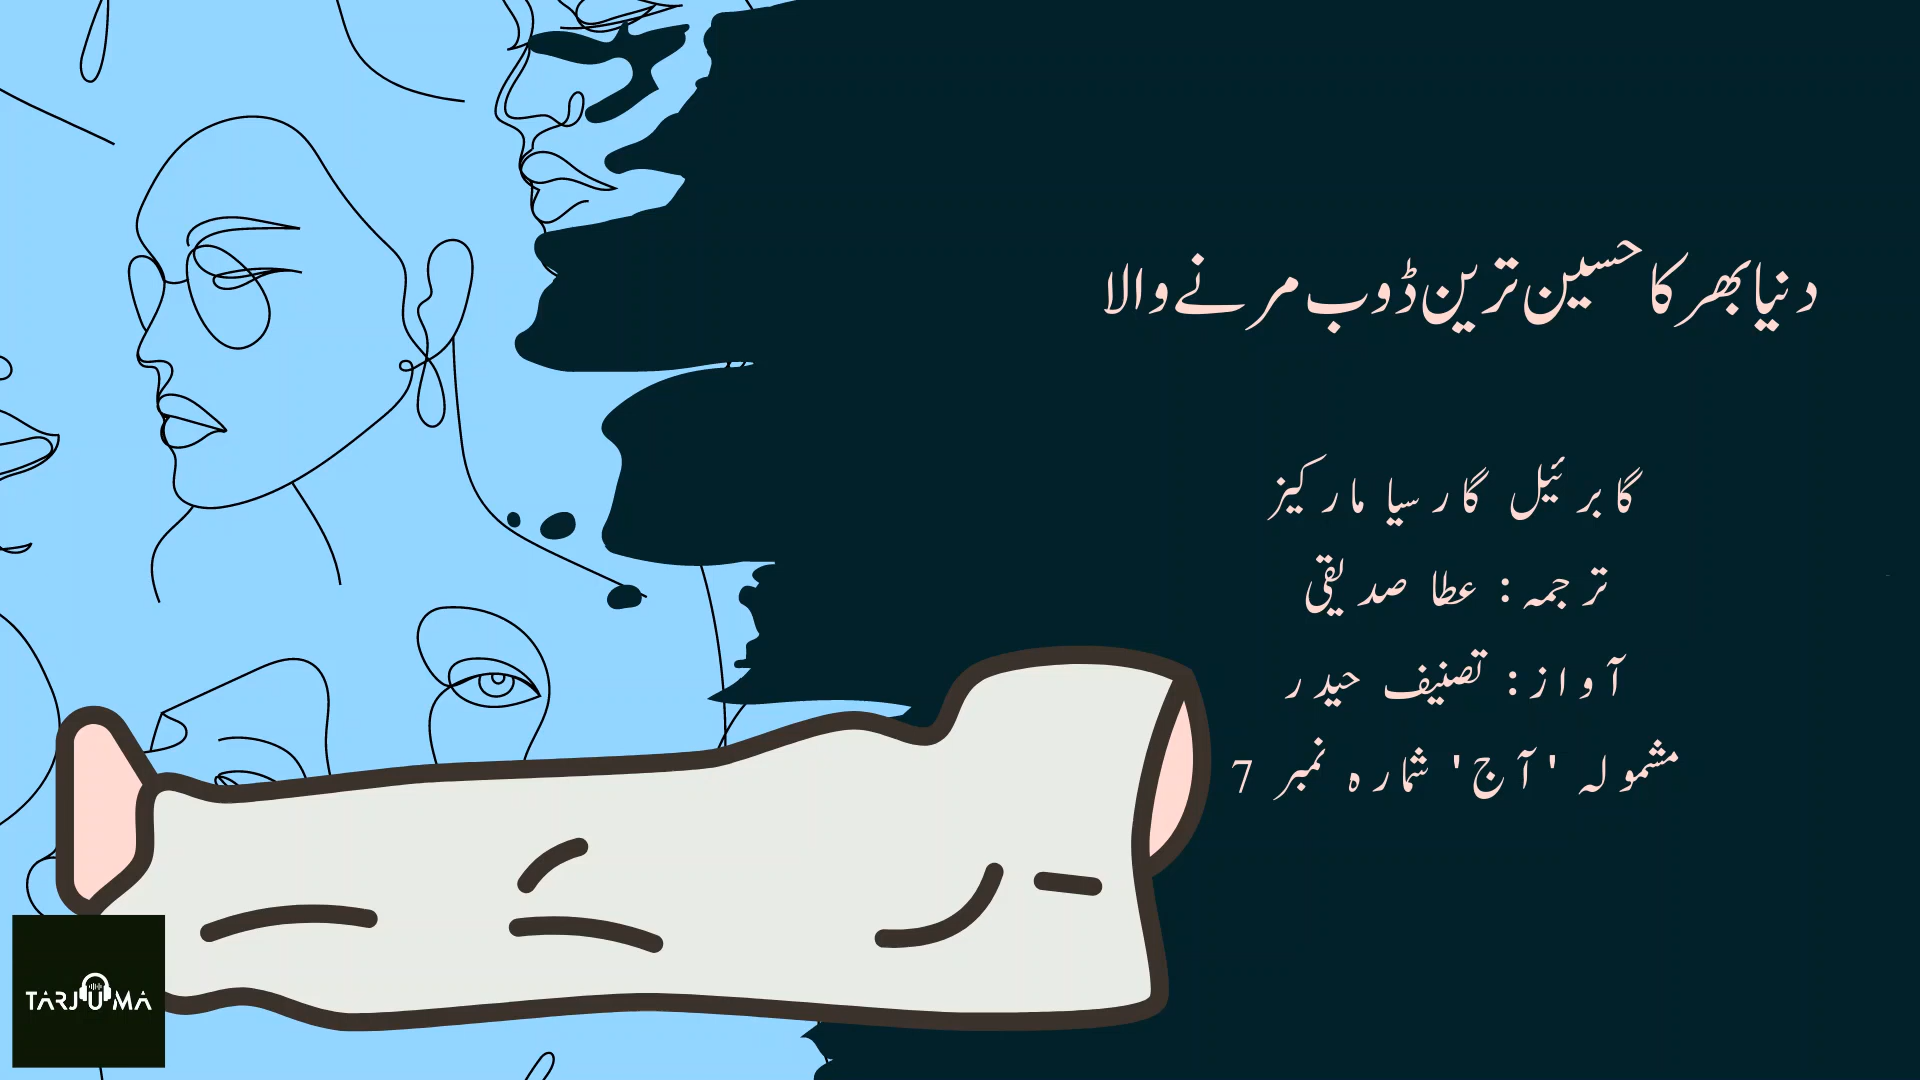 دنیا بھر کا حسین ترین ڈوب مرنے والا
گابرئیل گارسیا مارکیز
ترجمہ: عطا صدیقی
آواز: تصنیف حیدر
مشمولہ 'آج' شمارہ نمبر 7
TARJUMA